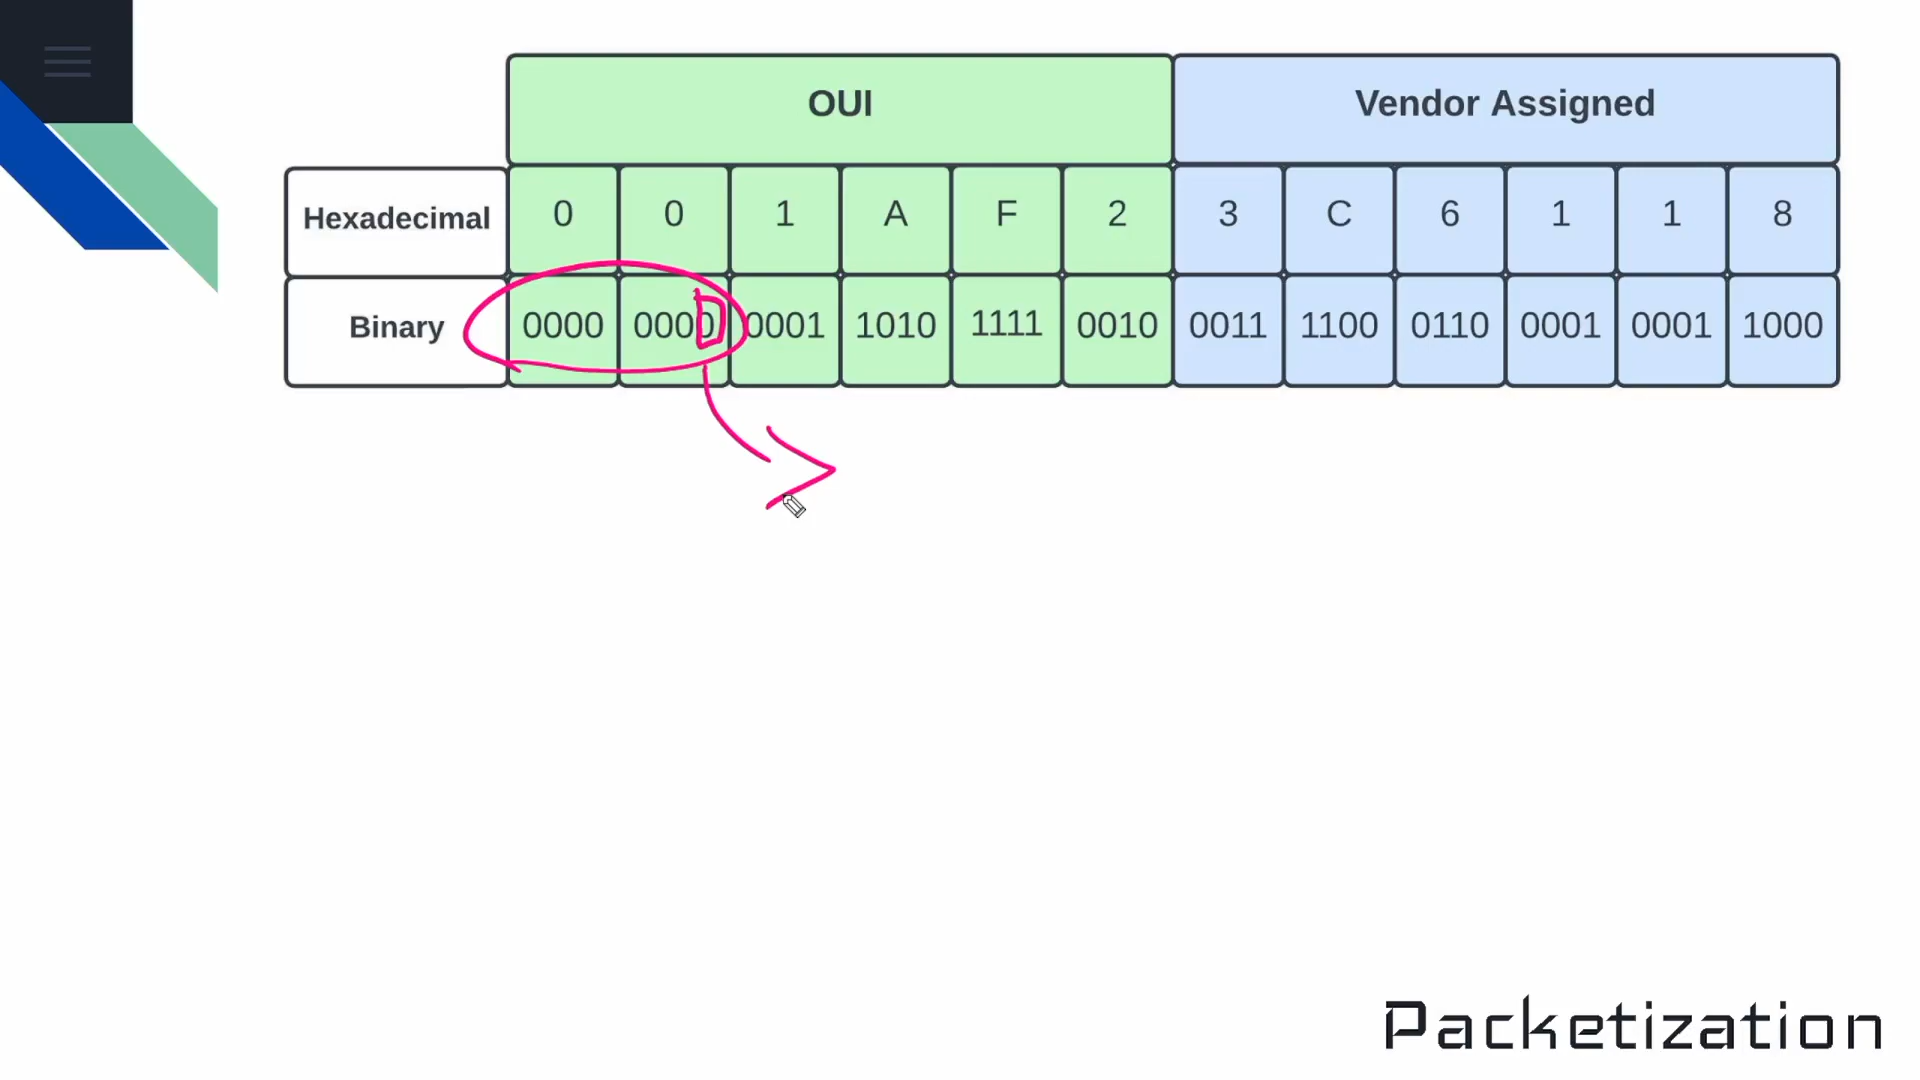 OUI Vendor Assigned
Hexadecimal 0 0 1 A F 2 3 C 6 1 1 8
Binary 0000 0000 0001 1010 1111 0010 0011 1100 0110 0001 0001 1000
Packetization